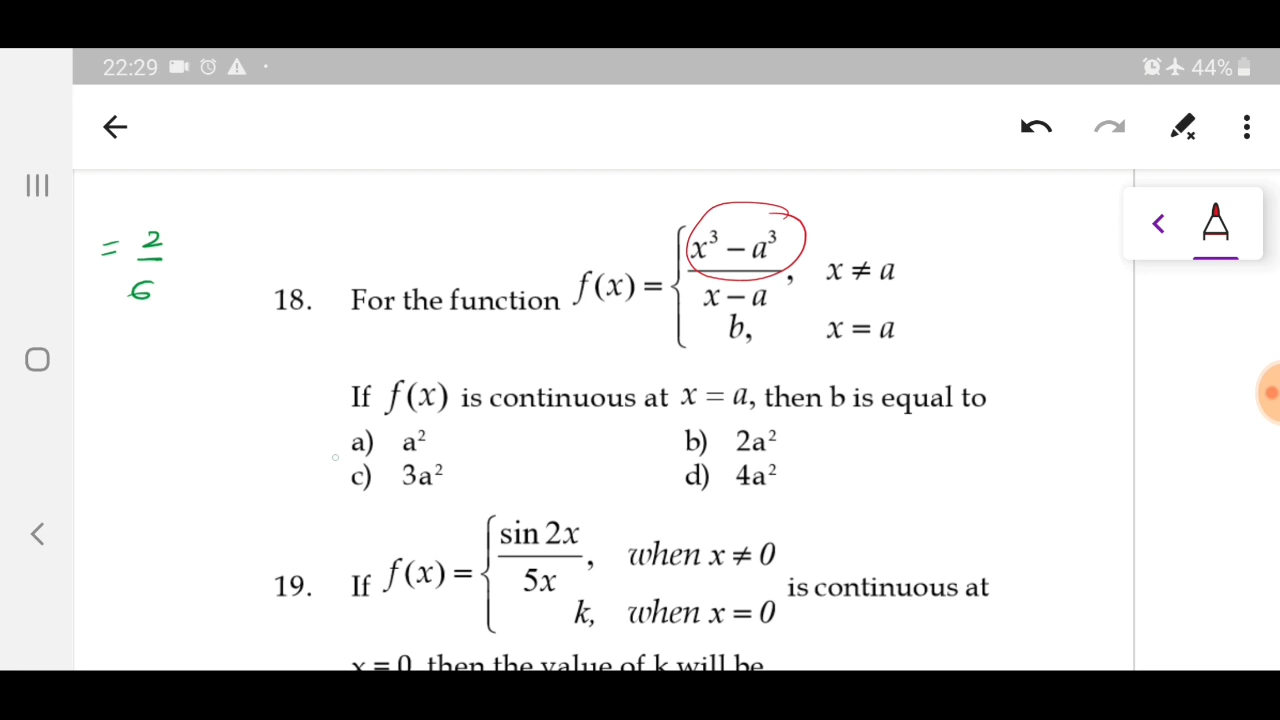 22:29 44%
= 2/6
18. For the function f(x) = { (x³ − a³)/(x − a), x ≠ a
b, x = a
If f(x) is continuous at x = a, then b is equal to
a) a² b) 2a²
c) 3a² d) 4a²
19. If f(x) = { sin 2x/5x, when x ≠ 0
k, when x = 0 is continuous at
x = 0, then the value of k will be